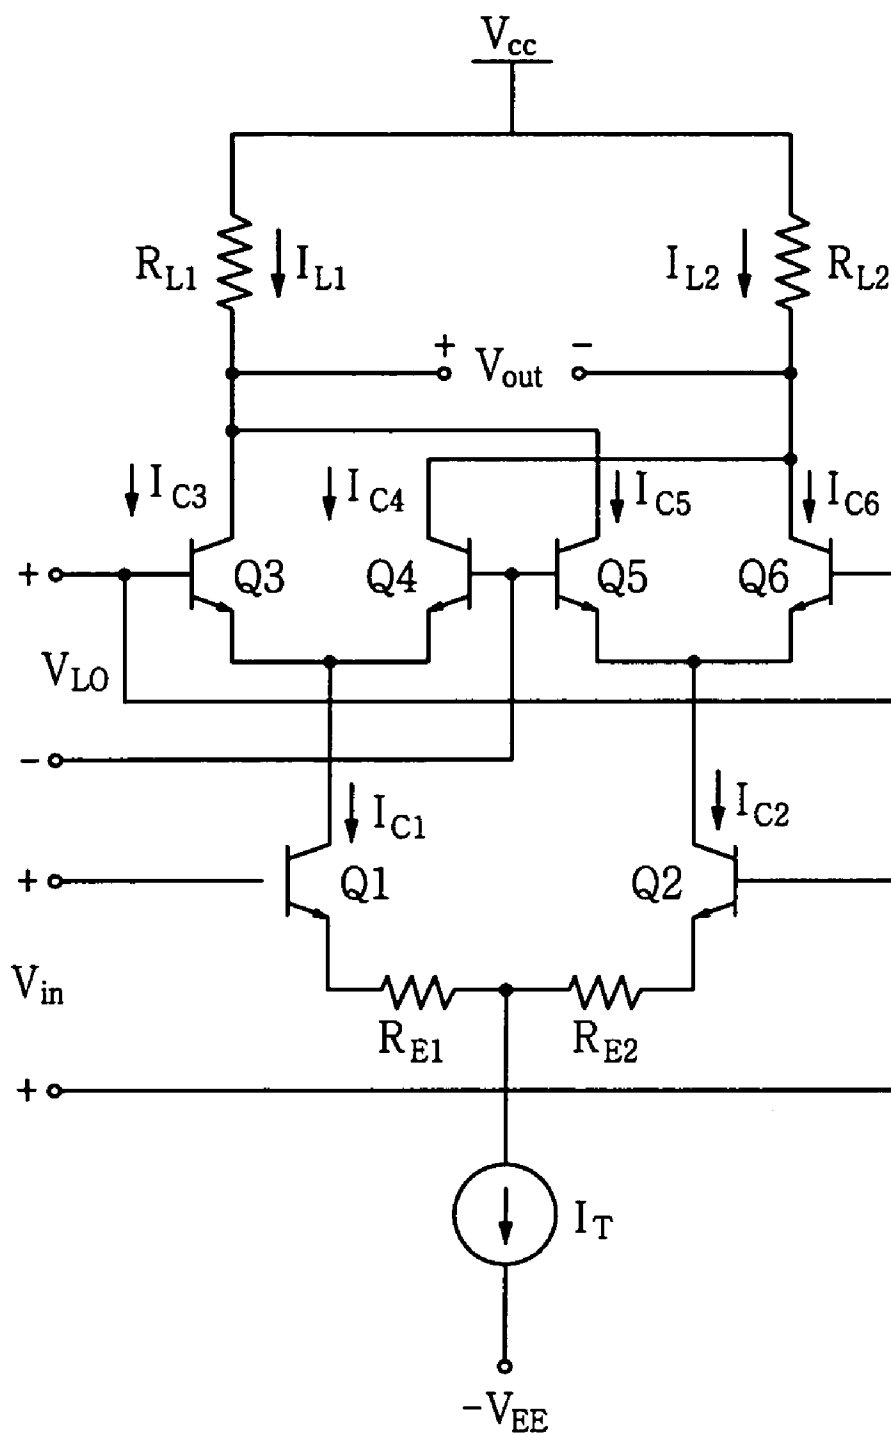 Vcc
RL1
IL1
IL2
RL2
+ Vout -
IC3
IC4
IC5
IC6
+
Q3
Q4
Q5
Q6
VLO
-
IC1
IC2
+
Q1
Q2
Vin
RE1
RE2
+
IT
-VEE